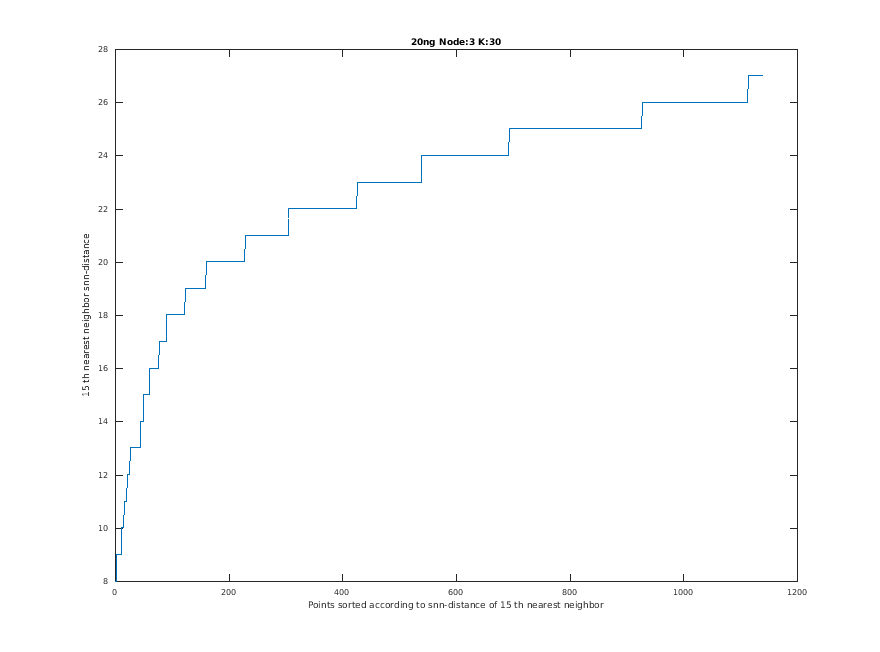 20ng Node:3 K:30
28
26
24
22
20
18
16
14
12
10
8
15 th nearest neighbor snn-distance
0 200 400 600 800 1000 1200
Points sorted according to snn-distance of 15 th nearest neighbor